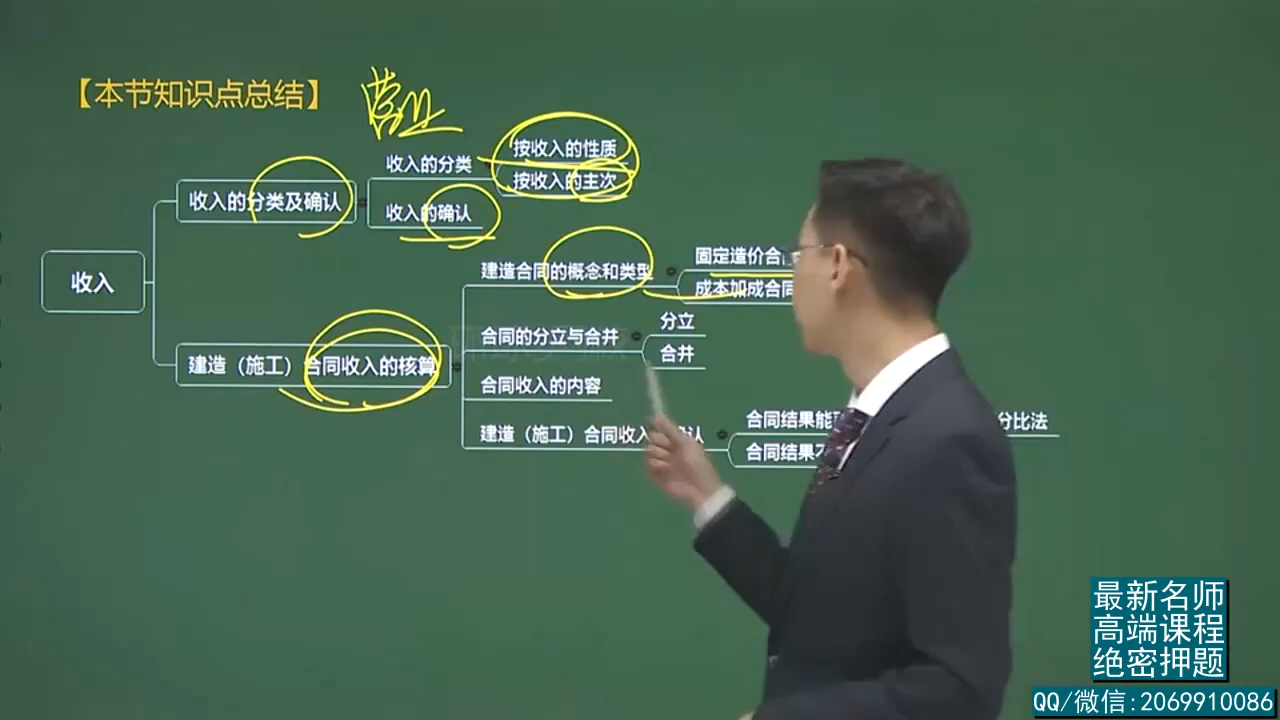 【本节知识点总结】
营业
收入
收入的分类及确认
收入的分类
按收入的性质
按收入的主次
收入的确认
建造（施工）合同收入的核算
建造合同的概念和类型
固定造价合
成本加成合同
合同的分立与合并
分立
合并
合同收入的内容
建造（施工）合同收入 认
合同结果能
分比法
合同结果不
最新名师
高端课程
绝密押题
QQ/微信:2069910086